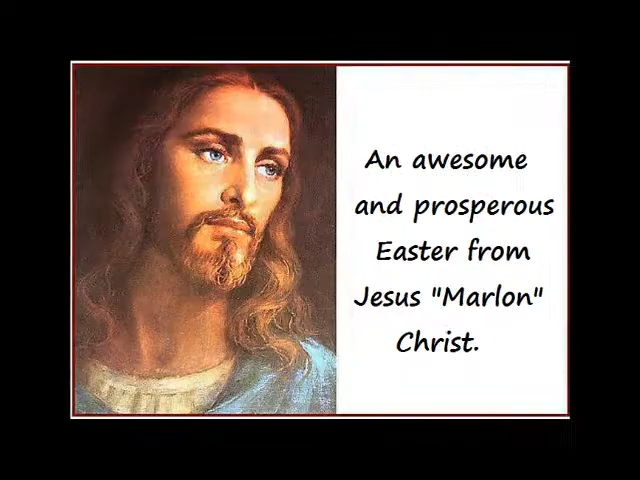 An awesome
and prosperous
Easter from
Jesus "Marlon"
Christ.